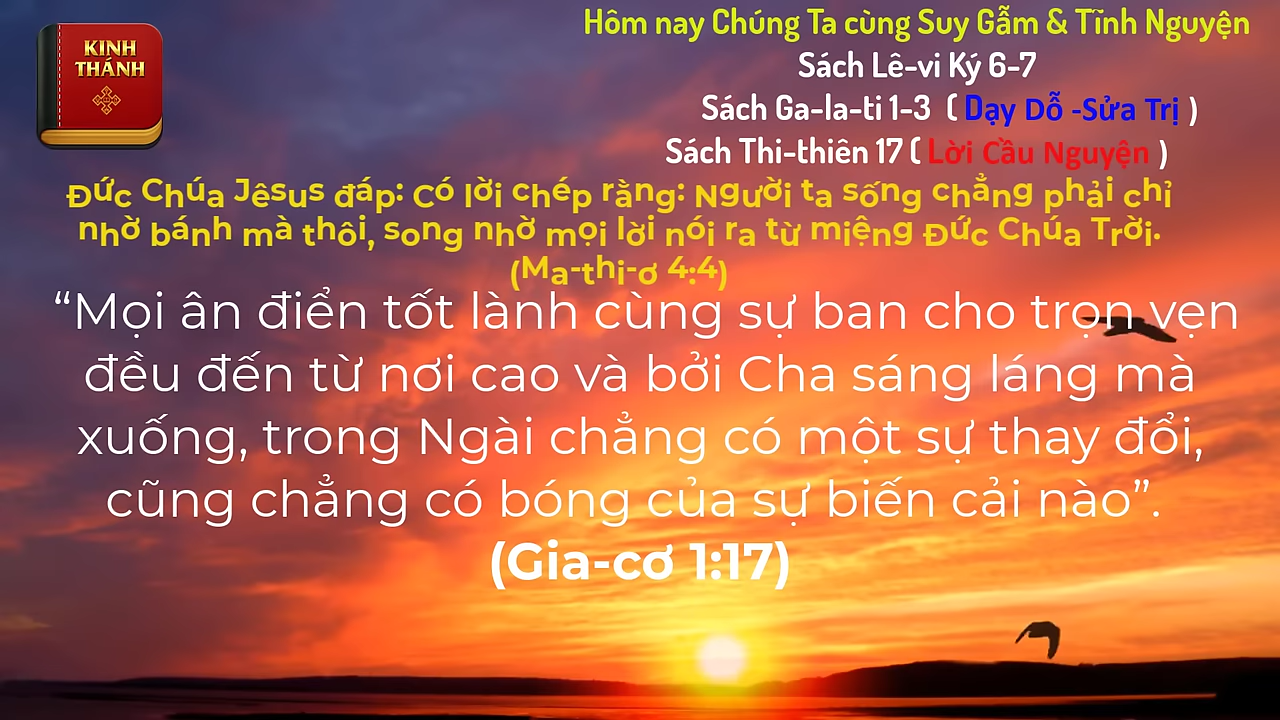 KINH
THÁNH
Hôm nay Chúng Ta cùng Suy Gẫm & Tĩnh Nguyện
Sách Lê-vi Ký 6-7
Sách Ga-la-ti 1-3 ( Dạy Dỗ -Sửa Trị )
Sách Thi-thiên 17 ( Lời Cầu Nguyện )
Đức Chúa Jêsus đáp: Có lời chép rằng: Người ta sống chẳng phải chỉ
nhờ bánh mà thôi, song nhờ mọi lời nói ra từ miệng Đức Chúa Trời.
(Ma-thi-ơ 4:4)
“Mọi ân điển tốt lành cùng sự ban cho trọn vẹn
đều đến từ nơi cao và bởi Cha sáng láng mà
xuống, trong Ngài chẳng có một sự thay đổi,
cũng chẳng có bóng của sự biến cải nào”.
(Gia-cơ 1:17)